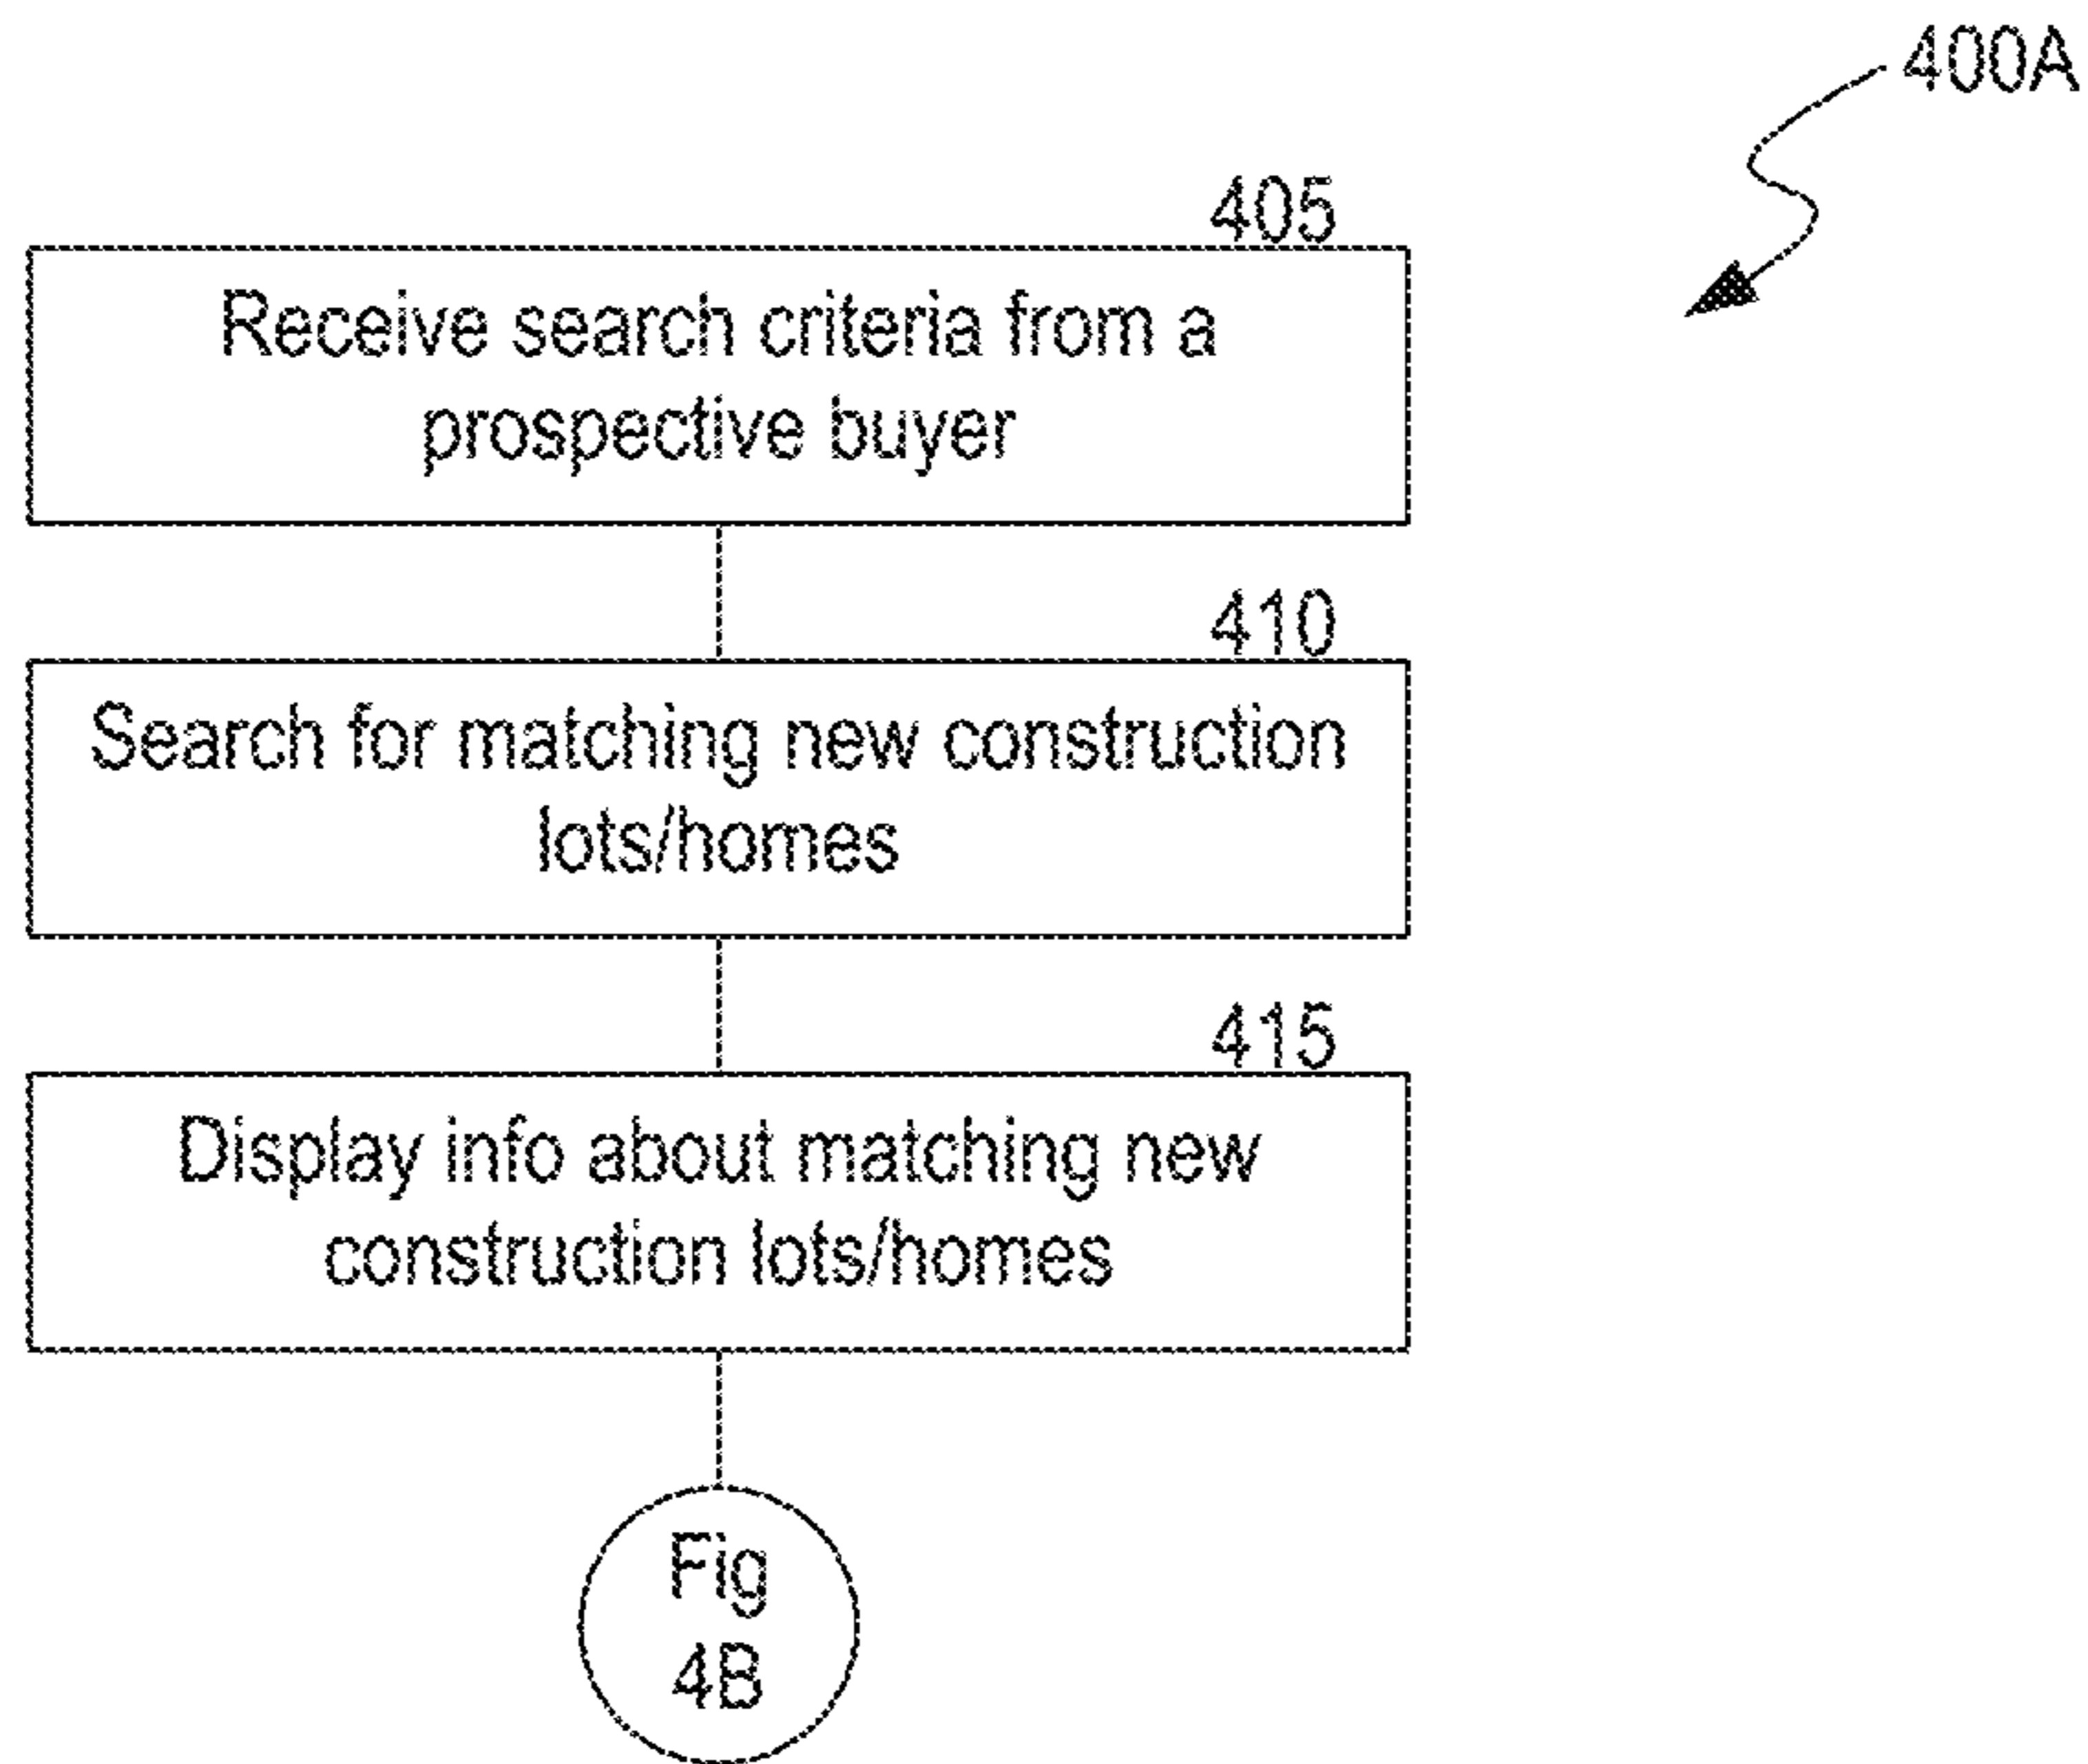 400A
405
Receive search criteria from a
prospective buyer
410
Search for matching new construction
lots/homes
415
Display info about matching new
construction lots/homes
Fig
4B